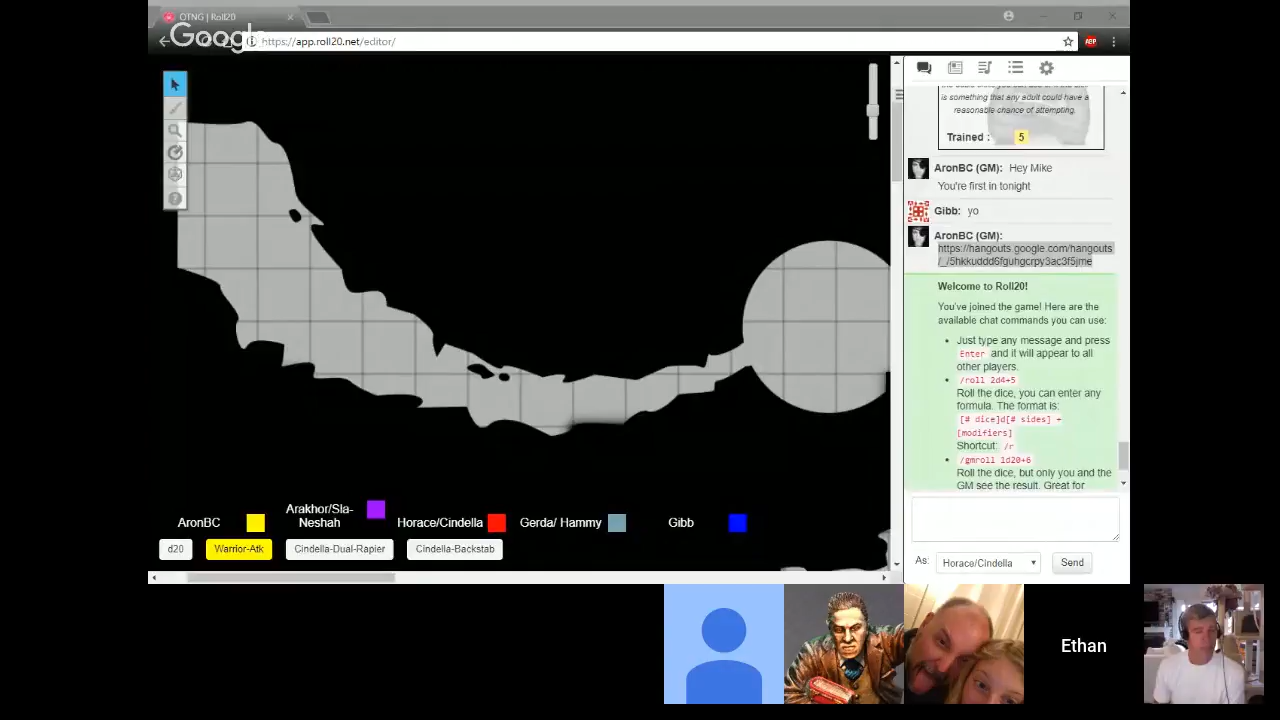 OTNG | Roll20
Google
https://app.roll20.net/editor/
ABP
is something that any adult could have a
reasonable chance of attempting.
Trained : 5
AronBC (GM): Hey Mike
You're first in tonight
Gibb: yo
AronBC (GM):
https://hangouts.google.com/hangouts
/_/5hkkuddd6fguhgcrpy3ac3f5jme
Welcome to Roll20!
You've joined the game! Here are the
available chat commands you can use:
Just type any message and press
Enter and it will appear to all
other players.
/roll 2d4+5
Roll the dice, you can enter any
formula. The format is:
[# dice]d[# sides] +
[modifiers]
Shortcut: /r
/gmroll 1d20+6
Roll the dice, but only you and the
GM see the result. Great for
AronBC
Arakhor/Sla-
Neshah
Horace/Cindella
Gerda/ Hammy
Gibb
d20
Warrior-Atk
Cindella-Dual-Rapier
Cindella-Backstab
As: Horace/Cindella
Send
Ethan